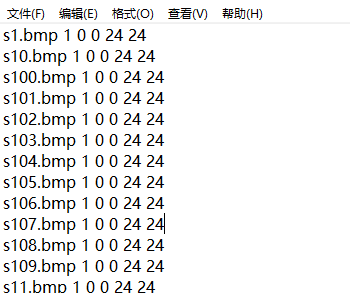 文件(F) 编辑(E) 格式(O) 查看(V) 帮助(H)
s1.bmp 1 0 0 24 24
s10.bmp 1 0 0 24 24
s100.bmp 1 0 0 24 24
s101.bmp 1 0 0 24 24
s102.bmp 1 0 0 24 24
s103.bmp 1 0 0 24 24
s104.bmp 1 0 0 24 24
s105.bmp 1 0 0 24 24
s106.bmp 1 0 0 24 24
s107.bmp 1 0 0 24 24
s108.bmp 1 0 0 24 24
s109.bmp 1 0 0 24 24
s11.bmp 1 0 0 24 24